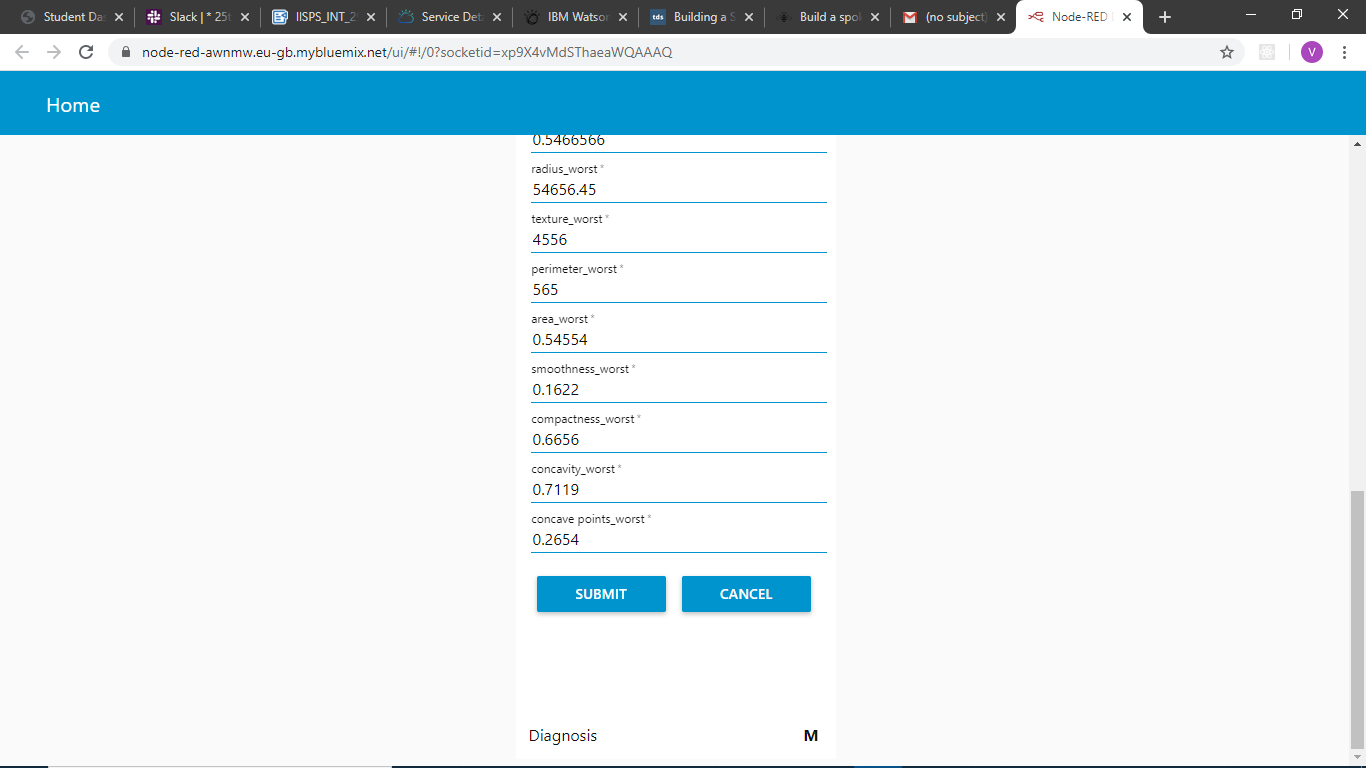 Student Da
Slack | * 25t
IISPS_INT_2
Service Det
IBM Watsor
tds
Building a S
Build a spo
(no subject)
Node-RED
node-red-awnmw.eu-gb.mybluemix.net/ui/#!/0?socketid=xp9X4vMdSThaeaWQAAAQ
V
Home
0.5466566
radius_worst *
54656.45
texture_worst *
4556
perimeter_worst *
565
area_worst *
0.54554
smoothness_worst *
0.1622
compactness_worst *
0.6656
concavity_worst *
0.7119
concave points_worst *
0.2654
SUBMIT CANCEL
Diagnosis M